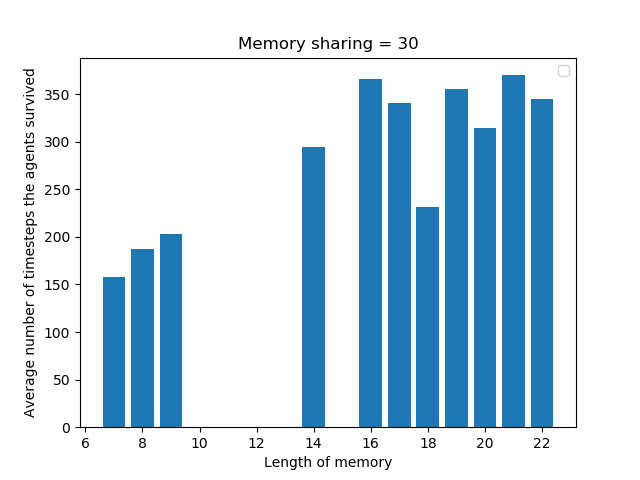 Memory sharing = 30
Average number of timesteps the agents survived
350
300
250
200
150
100
50
0
6 8 10 12 14 16 18 20 22
Length of memory